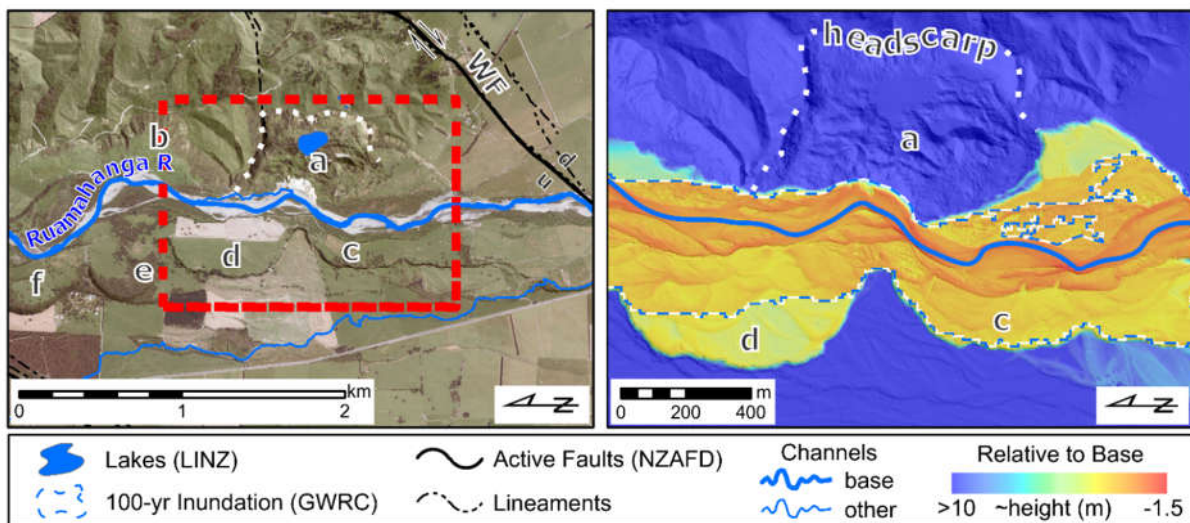 WF
d
u
b
a
Ruamahanga R
c
d
e
f
km
0 1 2
N
headscarp
a
c
d
m
0 200 400
N
Lakes (LINZ)
100-yr Inundation (GWRC)
Active Faults (NZAFD)
Lineaments
Channels
base
other
Relative to Base
>10 ~height (m) -1.5